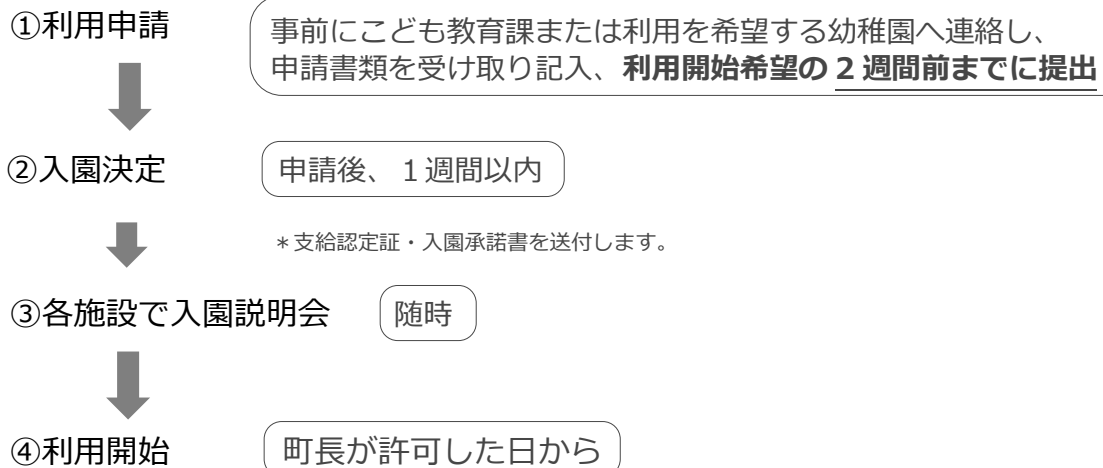 ①利用申請
事前にこども教育課または利用を希望する幼稚園へ連絡し、
申請書類を受け取り記入、利用開始希望の２週間前までに提出
②入園決定
申請後、１週間以内
＊支給認定証・入園承諾書を送付します。
③各施設で入園説明会
随時
④利用開始
町長が許可した日から